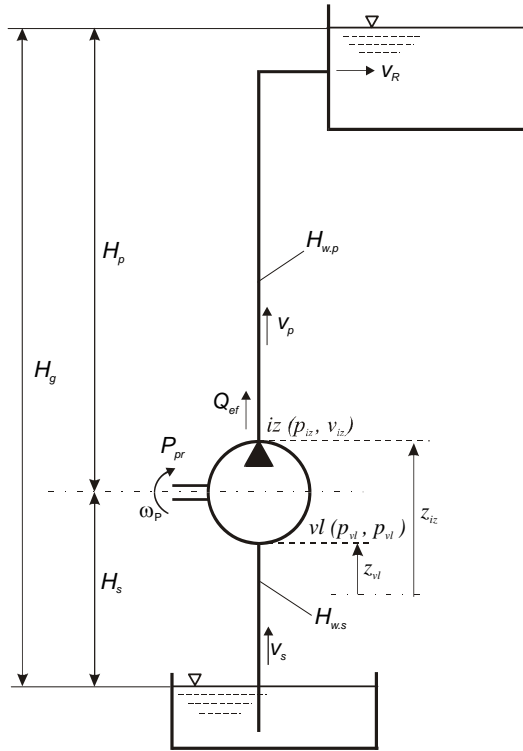 v_R
H_p
H_w.p
v_p
H_g
Q_ef
iz (p_iz, v_iz)
P_pr
ω_P
vl (p_vl, p_vl)
z_iz
z_vl
H_s
H_w.s
v_s